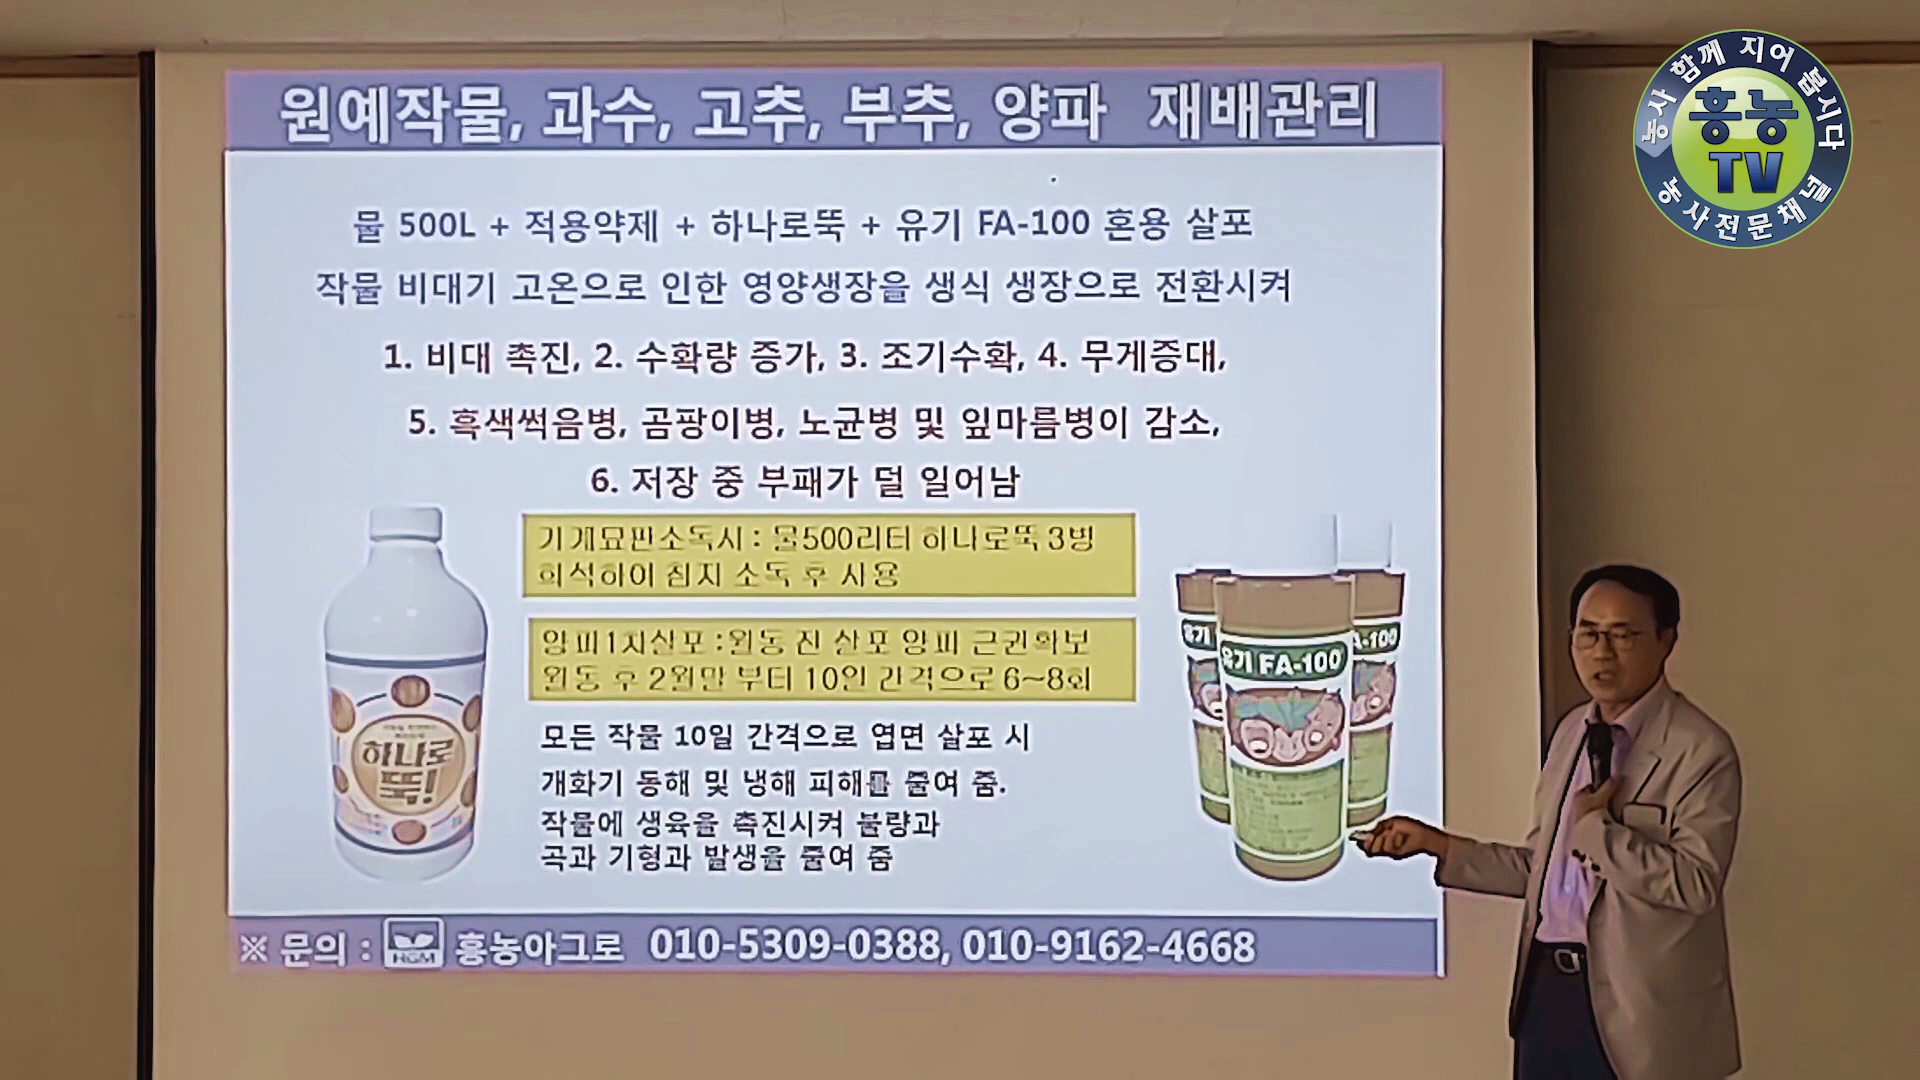 원예작물, 과수, 고추, 부추, 양파 재배관리
물 500L + 적용약제 + 하나로뚝 + 유기 FA-100 혼용 살포
작물 비대기 고온으로 인한 영양생장을 생식 생장으로 전환시켜
1. 비대 촉진, 2. 수확량 증가, 3. 조기수확, 4. 무게증대,
5. 흑색썩음병, 곰팡이병, 노균병 및 잎마름병이 감소,
6. 저장 중 부패가 덜 일어남
기계묘판소독시 : 물500리터 하나로뚝 3병
희석하여 침지 소독 후 사용
양파1차살포 : 월동 전 살포 양파 근권확보
월동 후 2월말 부터 10일 간격으로 6~8회
모든 작물 10일 간격으로 엽면 살포 시
개화기 동해 및 냉해 피해를 줄여 줌.
작물에 생육을 촉진시켜 불량과
곡과 기형과 발생을 줄여 줌
하나로
뚝!
유기
유기 FA-100
A-100
※ 문의 : HGM 흥농아그로 010-5309-0388, 010-9162-4668
농사 함께 지어 봅시다
흥농
TV
농사전문채널